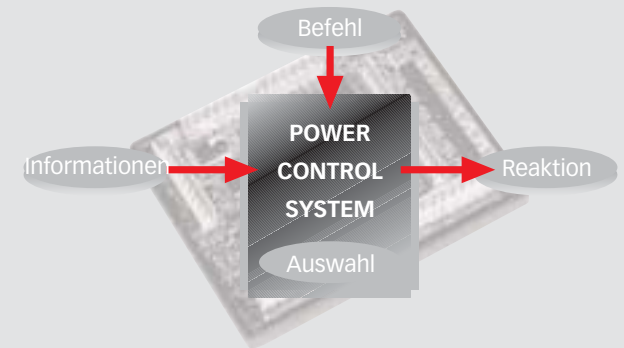 Befehl
POWER
Informationen
CONTROL
Reaktion
SYSTEM
Auswahl